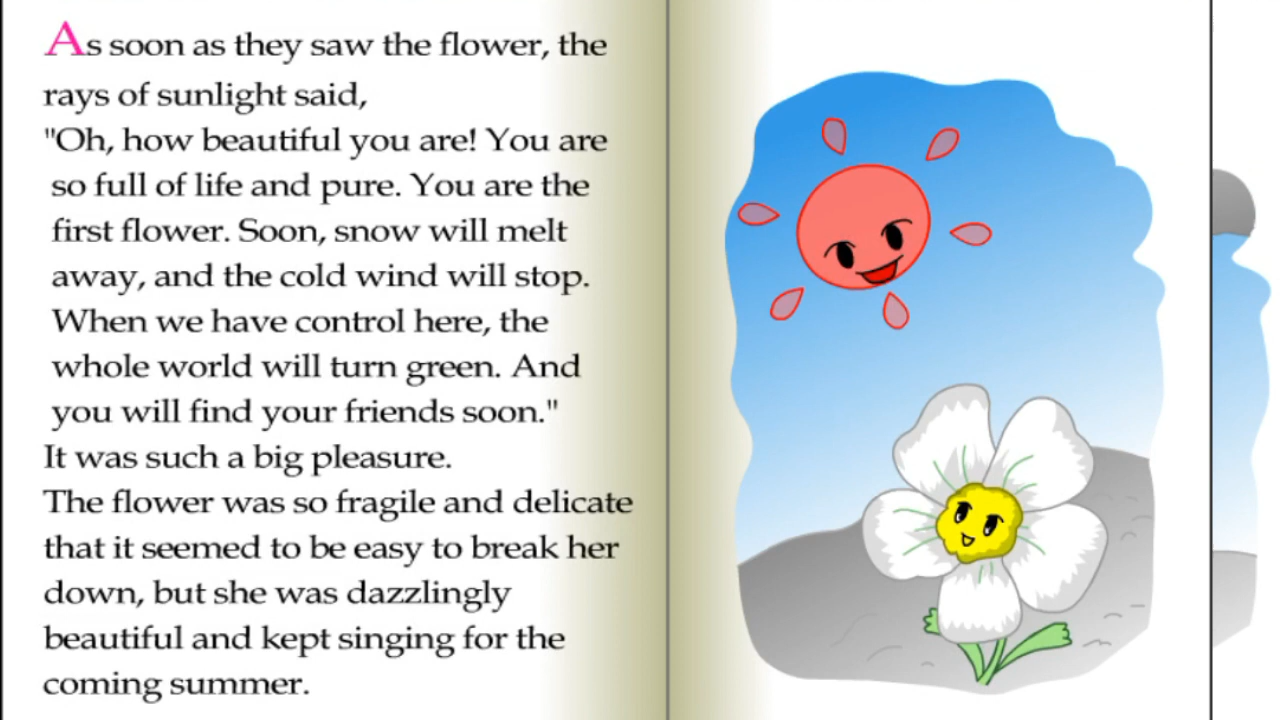 As soon as they saw the flower, the
rays of sunlight said,
"Oh, how beautiful you are! You are
so full of life and pure. You are the
first flower. Soon, snow will melt
away, and the cold wind will stop.
When we have control here, the
whole world will turn green. And
you will find your friends soon."
It was such a big pleasure.
The flower was so fragile and delicate
that it seemed to be easy to break her
down, but she was dazzlingly
beautiful and kept singing for the
coming summer.